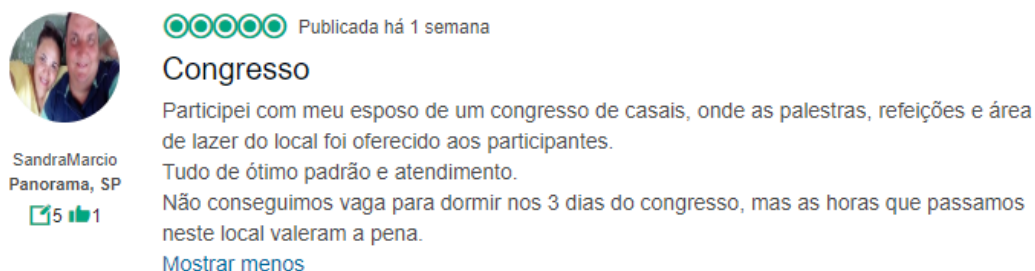 Publicada há 1 semana
Congresso
Participei com meu esposo de um congresso de casais, onde as palestras, refeições e área
de lazer do local foi oferecido aos participantes.
Tudo de ótimo padrão e atendimento.
Não conseguimos vaga para dormir nos 3 dias do congresso, mas as horas que passamos
neste local valeram a pena.
Mostrar menos
SandraMarcio
Panorama, SP
5 1